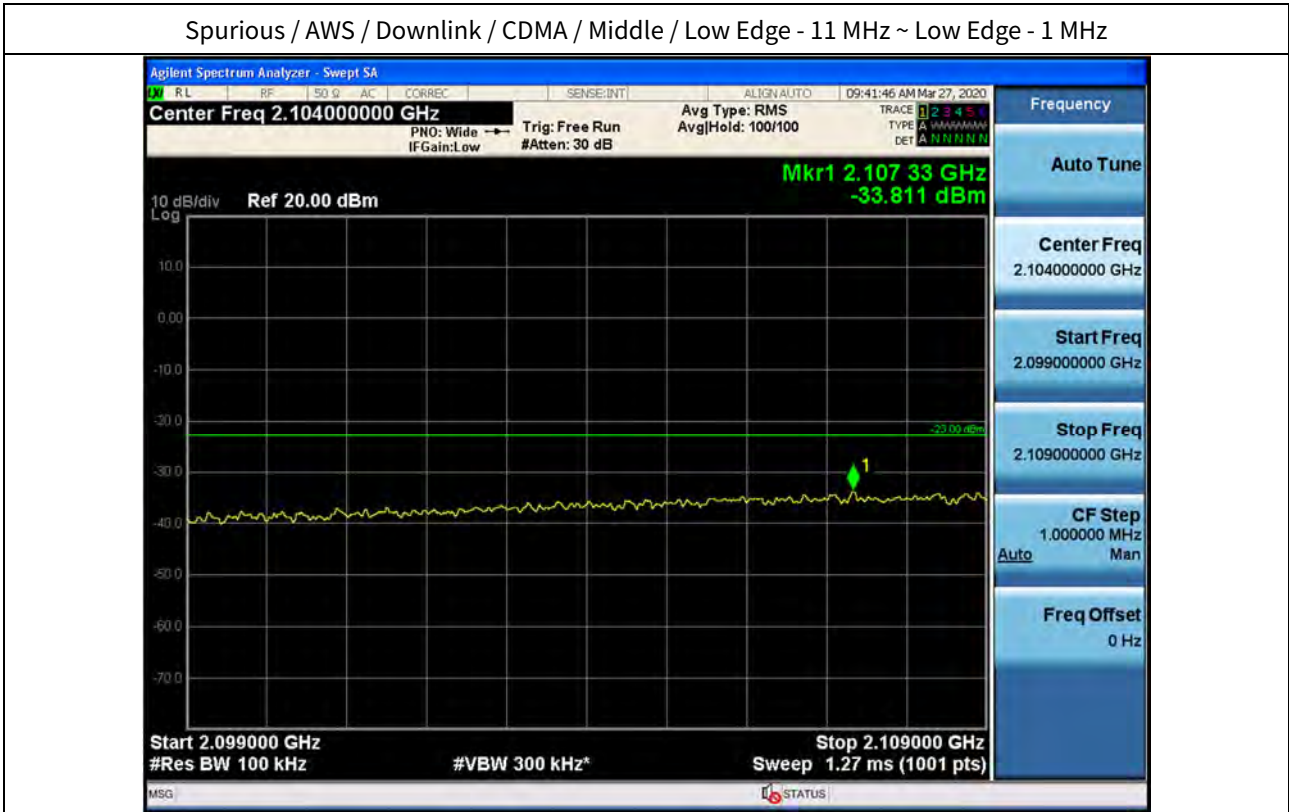 Spurious / AWS / Downlink / CDMA / Middle / Low Edge - 11 MHz ~ Low Edge - 1 MHz
Agilent Spectrum Analyzer - Swept SA
RL RF 50 Ω AC CORREC SENSE:INT ALIGN AUTO 09:41:46 AM Mar 27, 2020
Center Freq 2.104000000 GHz
PNO: Wide
IFGain:Low
Trig: Free Run
#Atten: 30 dB
Avg Type: RMS
Avg|Hold: 100/100
TRACE 1 2 3 4 5 6
TYPE A
DET A N N N N N
Mkr1 2.107 33 GHz
-33.811 dBm
10 dB/div Ref 20.00 dBm
Log
10.0
0.00
-10.0
-20.0
-23.00 dBm
-30.0
1
-40.0
-50.0
-60.0
-70.0
Start 2.099000 GHz Stop 2.109000 GHz
#Res BW 100 kHz #VBW 300 kHz* Sweep 1.27 ms (1001 pts)
MSG STATUS
Frequency
Auto Tune
Center Freq
2.104000000 GHz
Start Freq
2.099000000 GHz
Stop Freq
2.109000000 GHz
CF Step
1.000000 MHz
Auto Man
Freq Offset
0 Hz